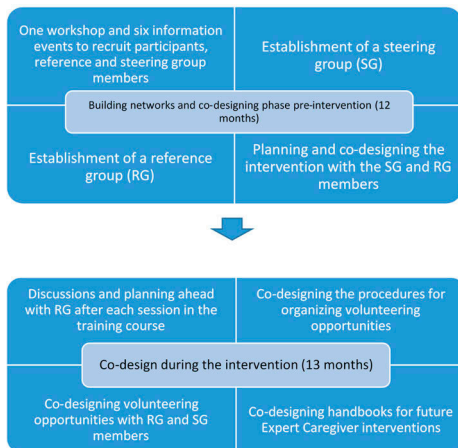 One workshop and six information
events to recruit participants,
reference and steering group
members
Establishment of a steering
group (SG)
Building networks and co-designing phase pre-intervention (12
months)
Establishment of a reference
group (RG)
Planning and co-designing the
intervention with the SG and RG
members
Discussions and planning ahead
with RG after each session in the
training course
Co-designing the procedures for
organizing volunteering
opportunities
Co-design during the intervention (13 months)
Co-designing volunteering
opportunities with RG and SG
members
Co-designing handbooks for future
Expert Caregiver interventions